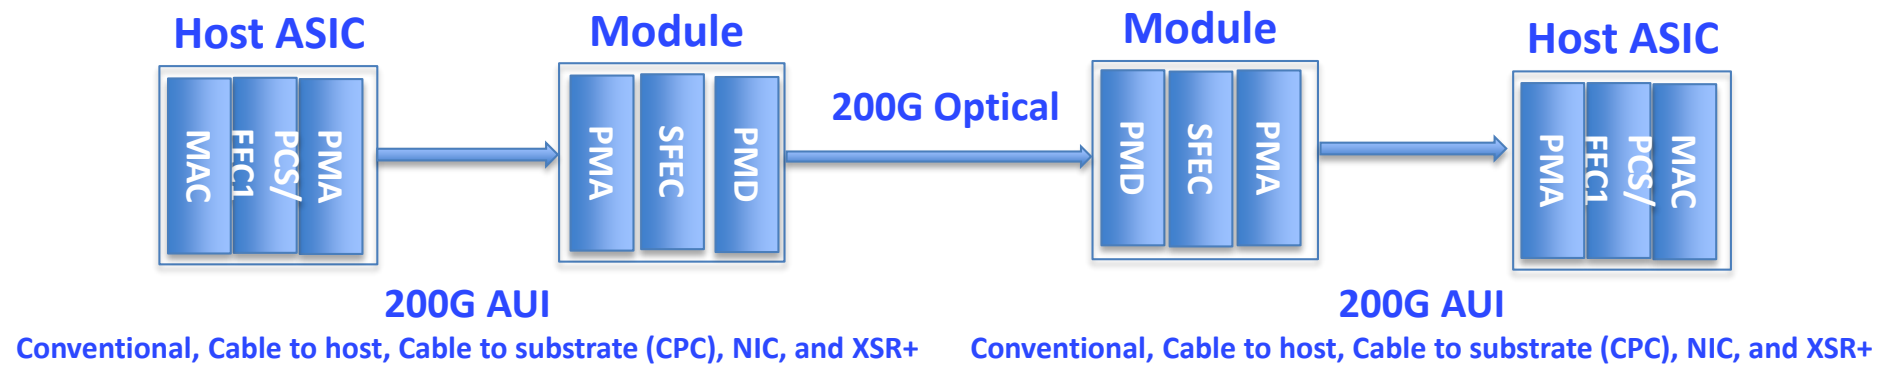 Host ASIC
Module
Module
Host ASIC
MAC
PCS/
FEC1
PMA
PMA
SFEC
PMD
200G Optical
PMD
SFEC
PMA
PMA
PCS/
FEC1
MAC
200G AUI
200G AUI
Conventional, Cable to host, Cable to substrate (CPC), NIC, and XSR+
Conventional, Cable to host, Cable to substrate (CPC), NIC, and XSR+